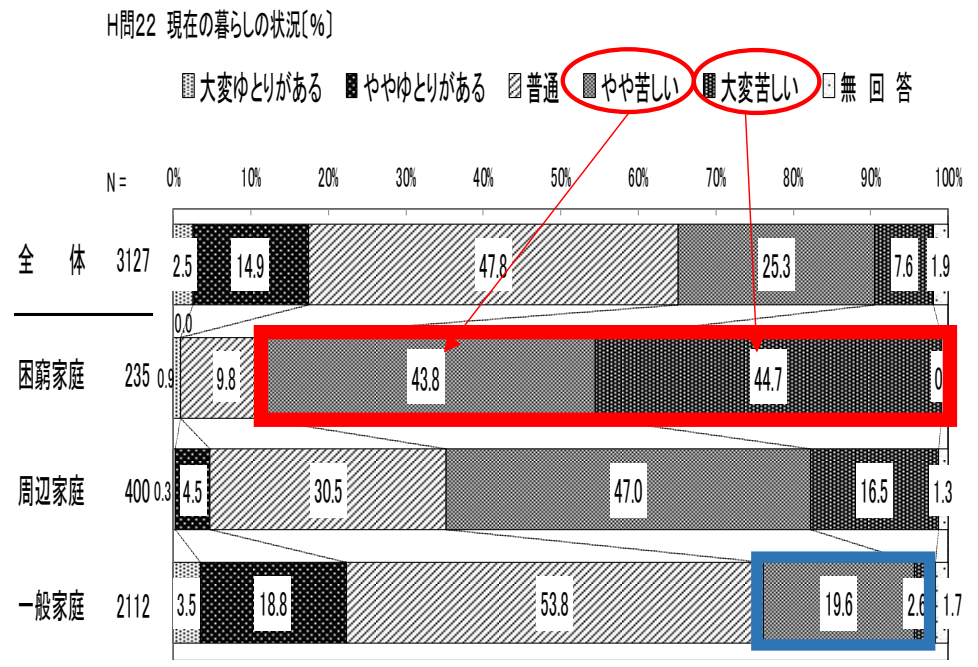 H問22 現在の暮らしの状況〔%〕
大変ゆとりがある ややゆとりがある 普通 やや苦しい 大変苦しい 無 回 答
N= 0% 10% 20% 30% 40% 50% 60% 70% 80% 90% 100%
全 体 3127 2.5 14.9 47.8 25.3 7.6 1.9
0.0
困窮家庭 235 0.9 9.8 43.8 44.7 0
周辺家庭 400 0.3 4.5 30.5 47.0 16.5 1.3
一般家庭 2112 3.5 18.8 53.8 19.6 2.6 1.7